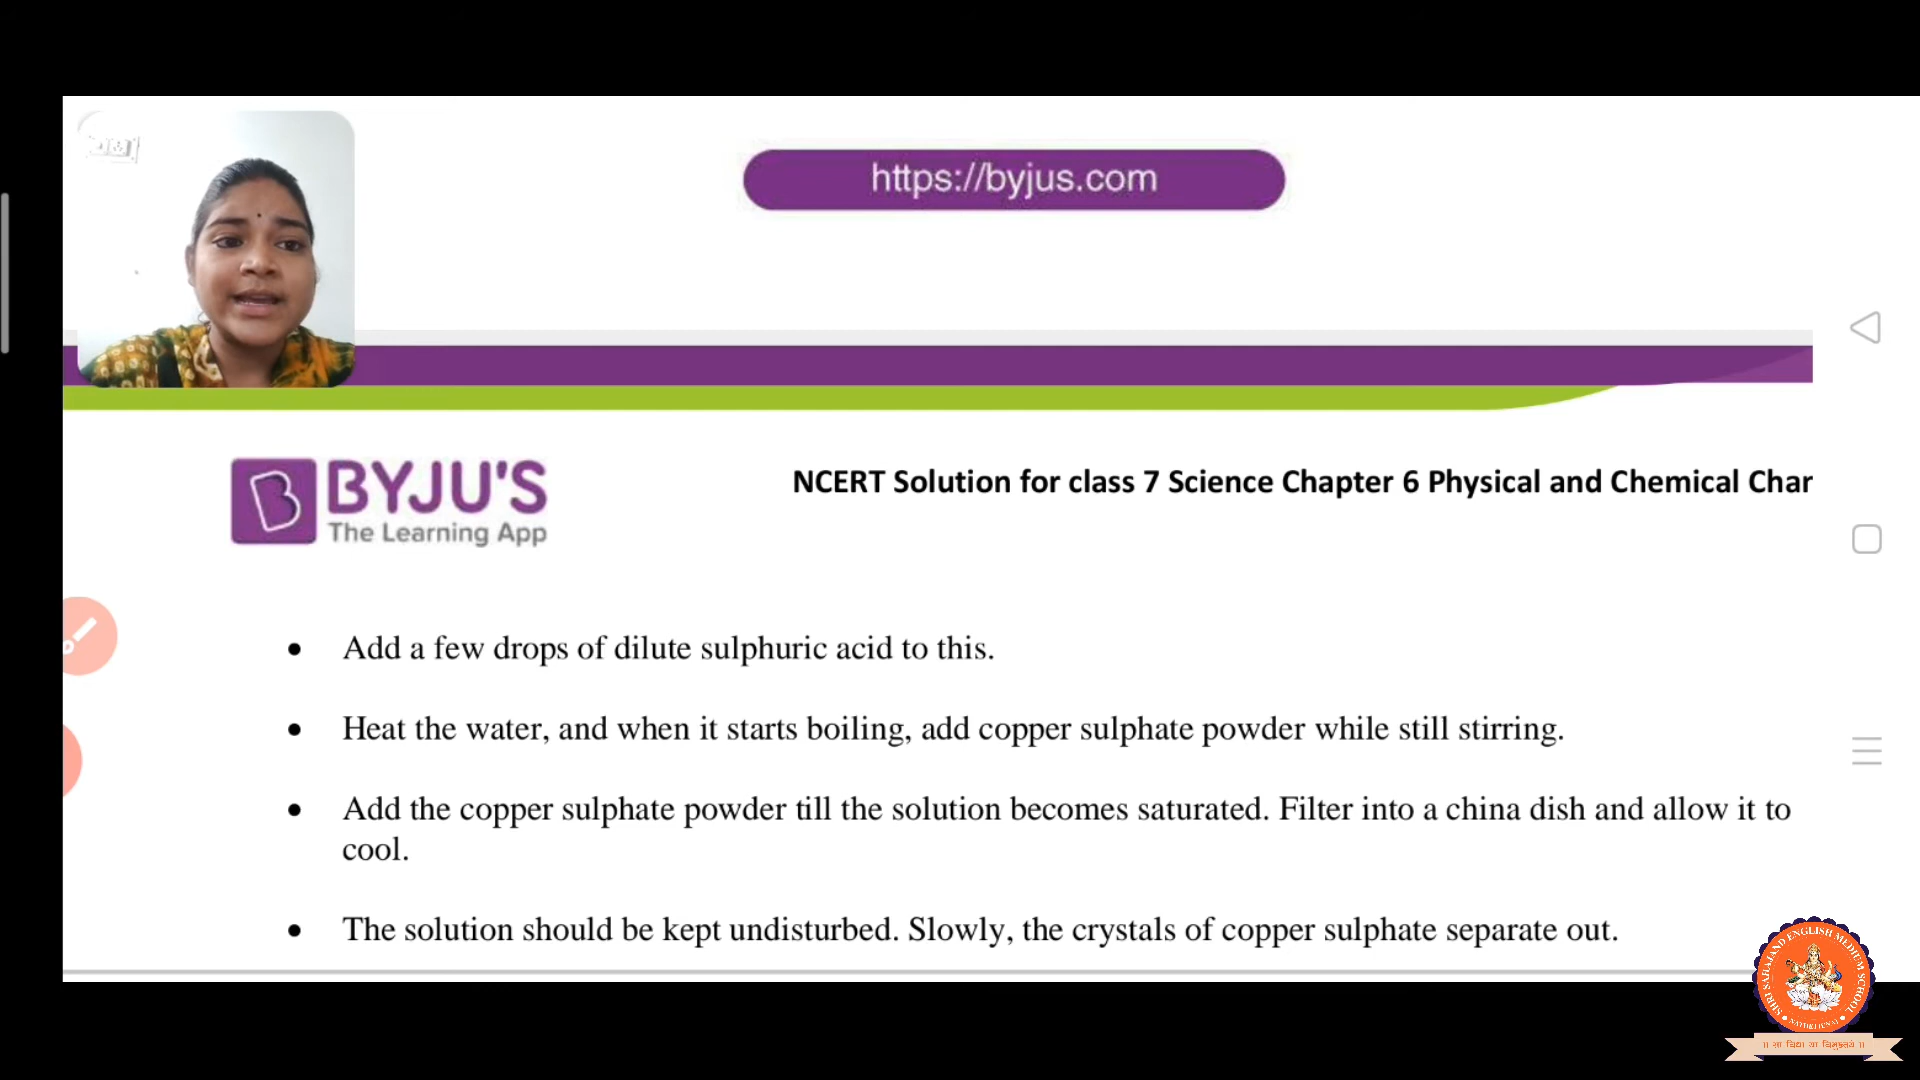 https://byjus.com
BYJU'S
The Learning App
NCERT Solution for class 7 Science Chapter 6 Physical and Chemical Char
• Add a few drops of dilute sulphuric acid to this.
• Heat the water, and when it starts boiling, add copper sulphate powder while still stirring.
• Add the copper sulphate powder till the solution becomes saturated. Filter into a china dish and allow it to
cool.
• The solution should be kept undisturbed. Slowly, the crystals of copper sulphate separate out.
ENGLISH MEDIUM SCHOOL
॥ सा विद्या या विमुक्तये ॥